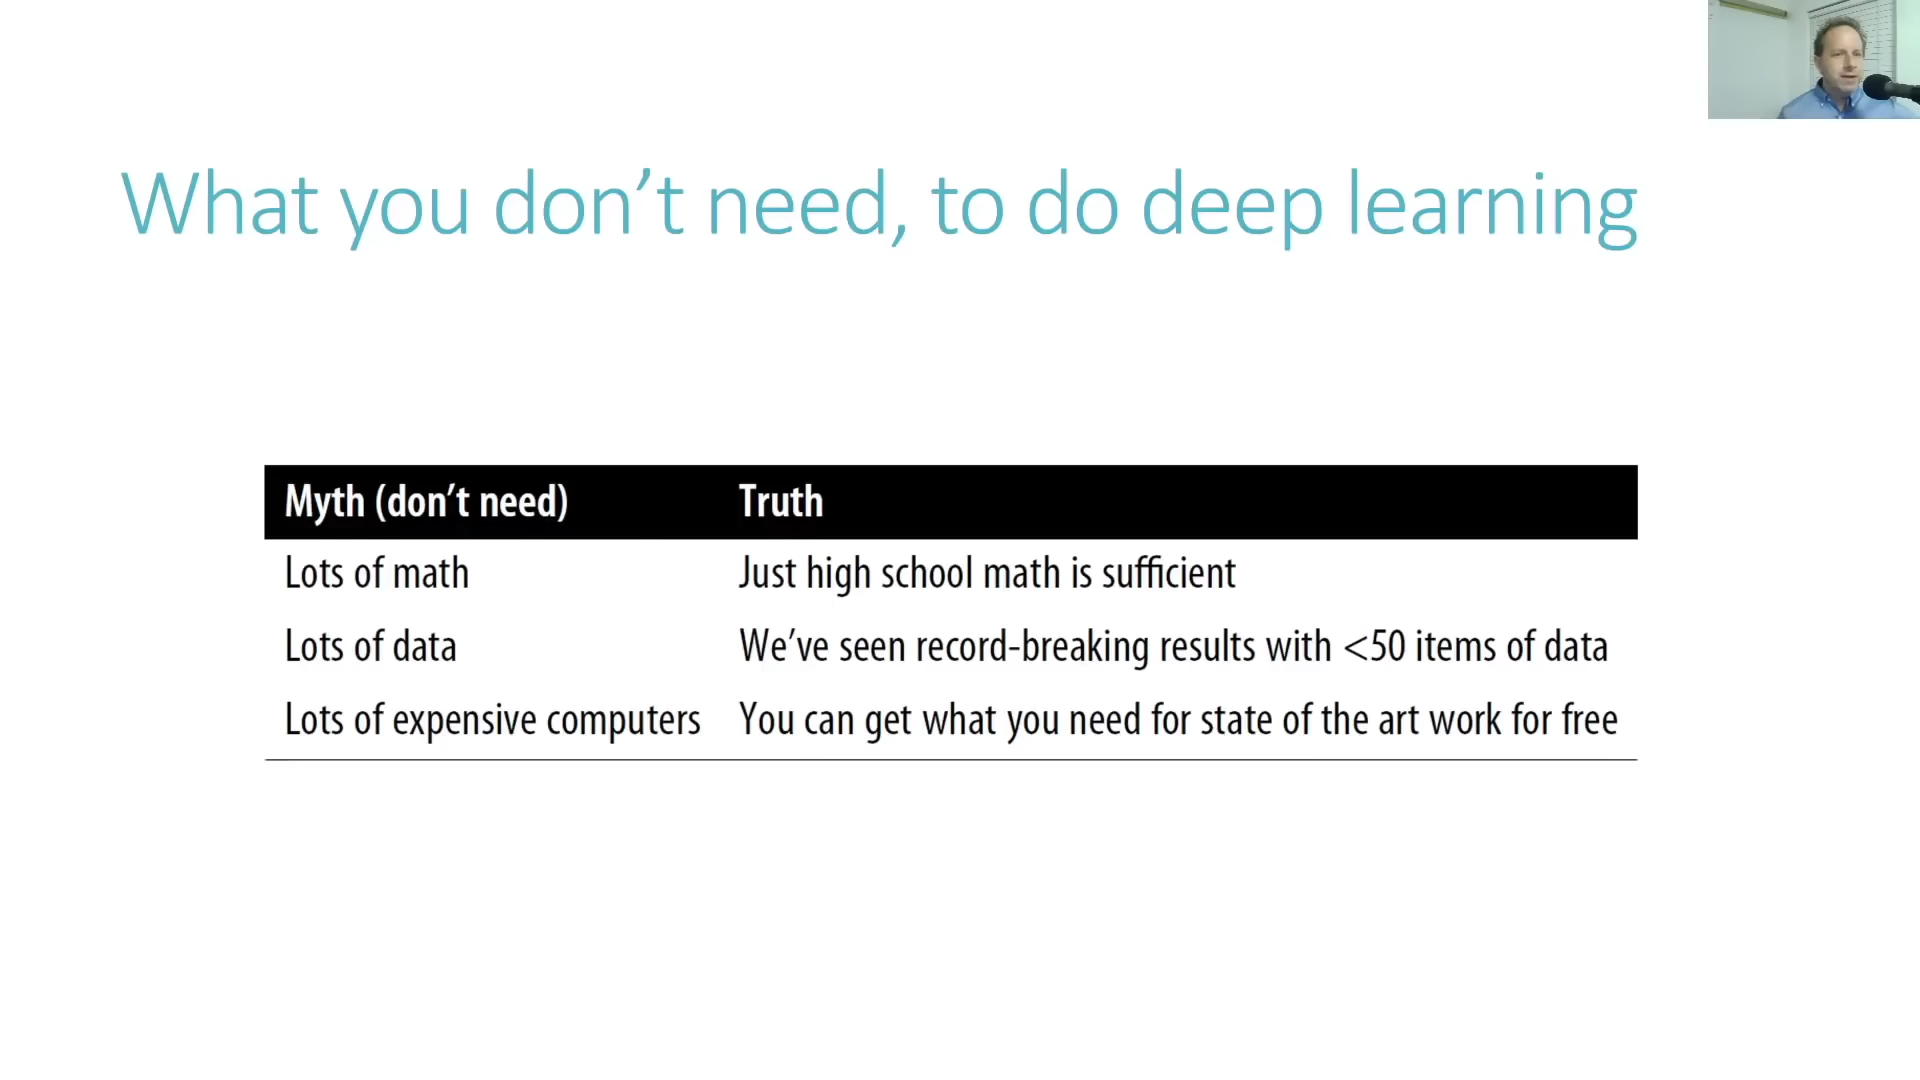 What you don’t need, to do deep learning
Myth (don’t need) Truth
Lots of math Just high school math is sufficient
Lots of data We’ve seen record-breaking results with <50 items of data
Lots of expensive computers You can get what you need for state of the art work for free